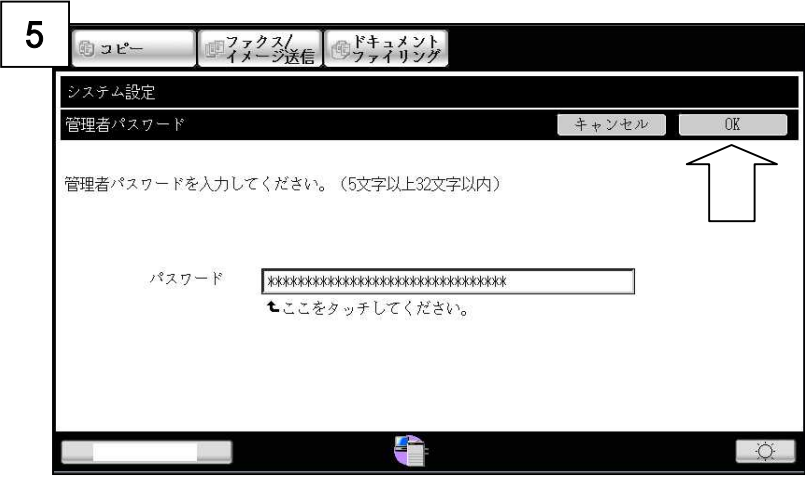 5
コピー
ファクス/
イメージ送信
ドキュメント
ファイリング
システム設定
管理者パスワード
キャンセル
OK
管理者パスワードを入力してください。（5文字以上32文字以内）
パスワード
********************************
ここをタッチしてください。